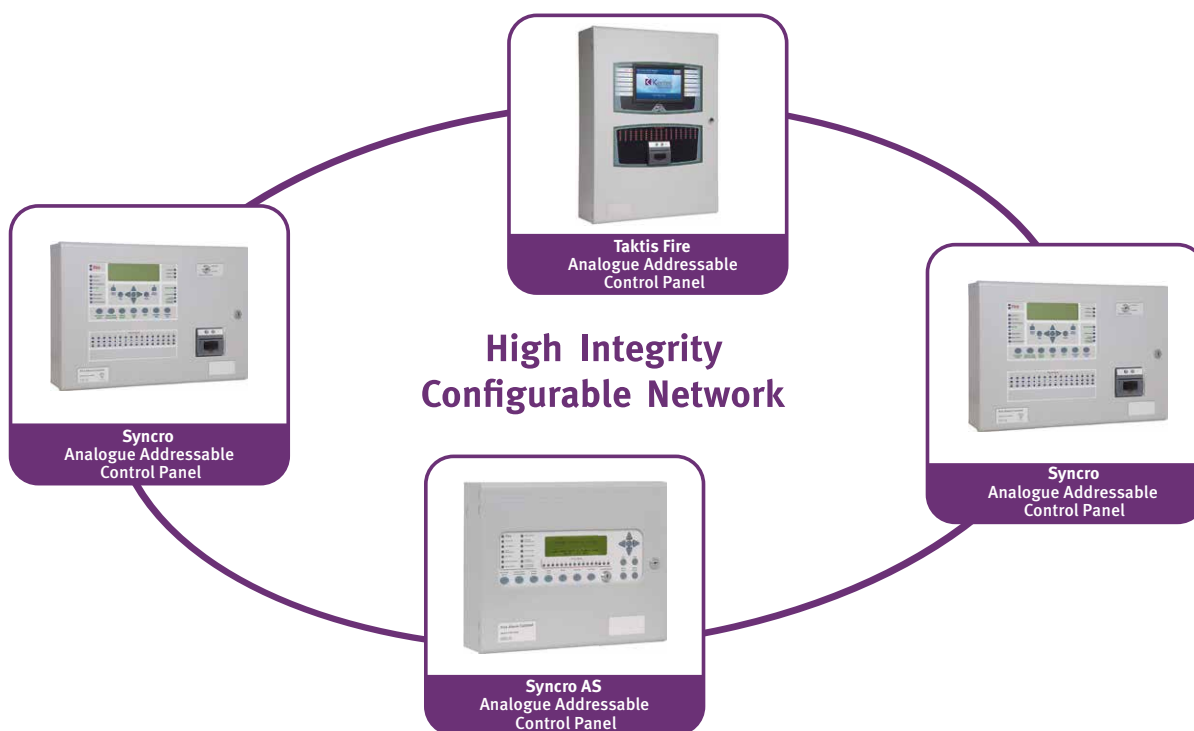 Taktis Fire
Analogue Addressable
Control Panel
Syncro
Analogue Addressable
Control Panel
High Integrity
Configurable Network
Syncro
Analogue Addressable
Control Panel
Syncro AS
Analogue Addressable
Control Panel